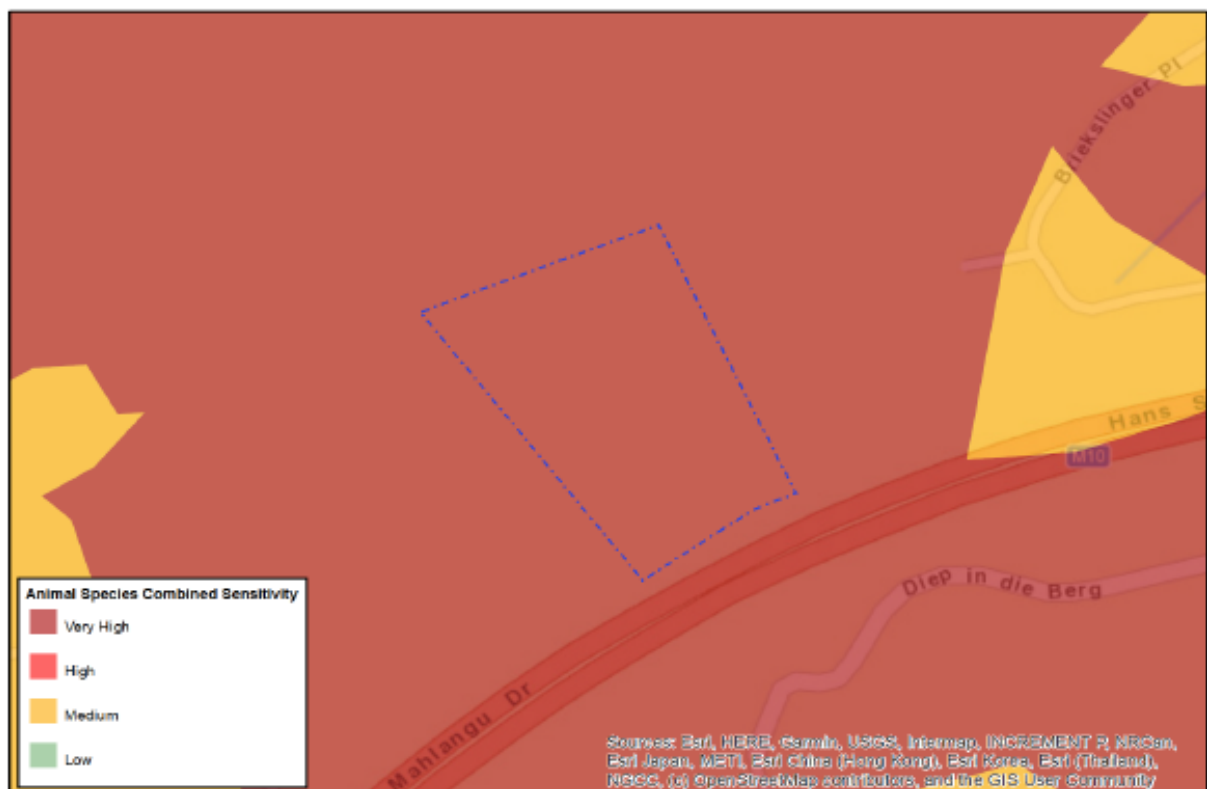 Briekslinger Pl
Hans S
M10
Diep in die Berg
Mahlangu Dr
Animal Species Combined Sensitivity
Very High
High
Medium
Low
Sources: Esri, HERE, Garmin, USGS, Intermap, INCREMENT P, NRCan,
Esri Japan, METI, Esri China (Hong Kong), Esri Korea, Esri (Thailand),
NGCC, (c) OpenStreetMap contributors, and the GIS User Community